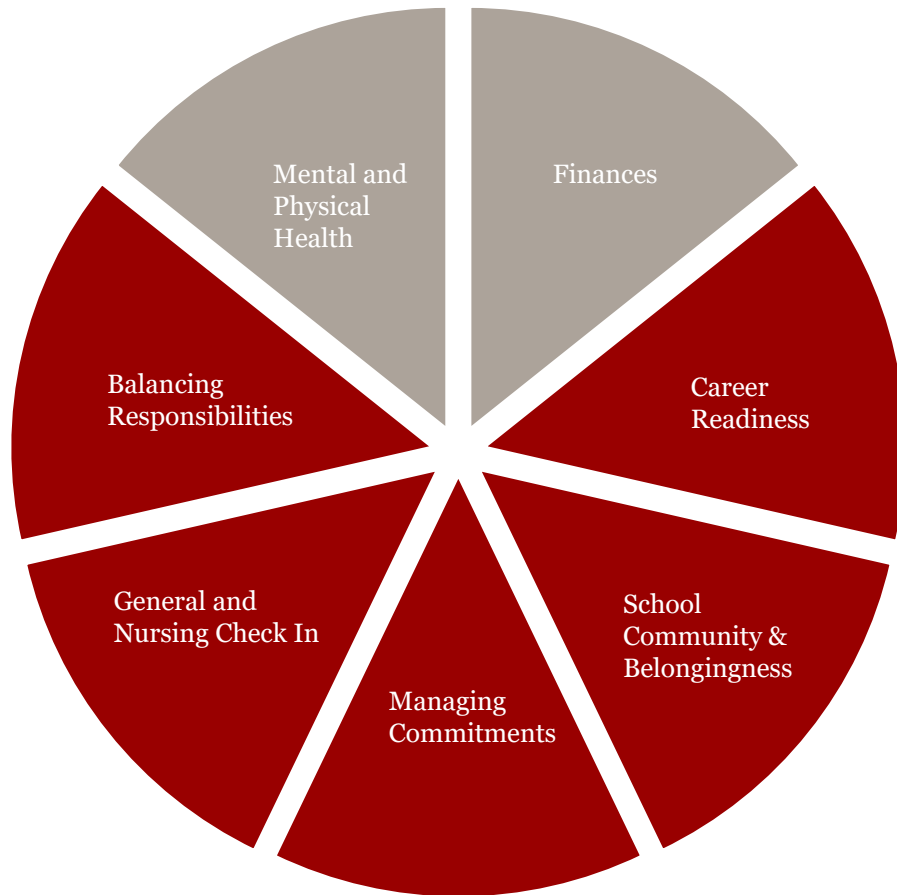 Mental and
Physical
Health
Finances
Balancing
Responsibilities
Career
Readiness
General and
Nursing Check In
School
Community &
Belongingness
Managing
Commitments